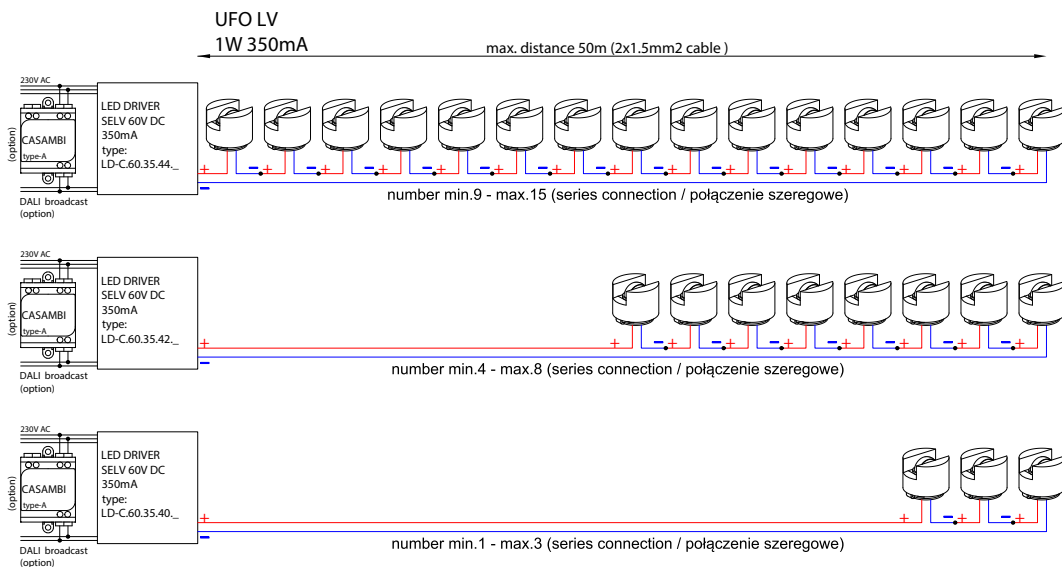 UFO LV
1W 350mA
max. distance 50m (2x1.5mm2 cable )
230V AC
(option)
CASAMBI
type-A
LED DRIVER
SELV 60V DC
350mA
type:
LD-C.60.35.44._
DALI broadcast
(option)
+ - + - + - + - + - + - + - + - + - + - + - + - + - + - +
-
number min.9 - max.15 (series connection / połączenie szeregowe)
230V AC
(option)
CASAMBI
type-A
LED DRIVER
SELV 60V DC
350mA
type:
LD-C.60.35.42._
DALI broadcast
(option)
+ + - + - + - + - + - + - + - +
-
number min.4 - max.8 (series connection / połączenie szeregowe)
230V AC
(option)
CASAMBI
type-A
LED DRIVER
SELV 60V DC
350mA
type:
LD-C.60.35.40._
DALI broadcast
(option)
+ + - + - +
-
number min.1 - max.3 (series connection / połączenie szeregowe)